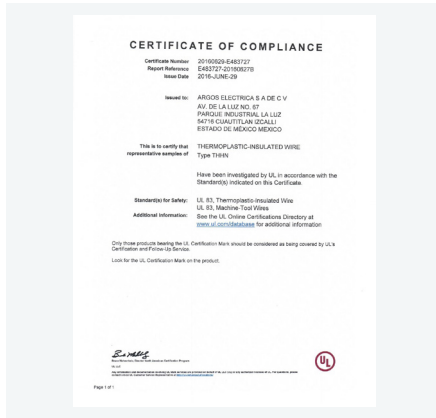 CERTIFICATE OF COMPLIANCE
Certificate Number 20160829-E483727
Report Reference E483727-20160627B
Issue Date 2016-JUNE-29
Issued to: ARGOS ELECTRICA S A DE C V
AV. DE LA LUZ NO. 67
PARQUE INDUSTRIAL LA LUZ
54716 CUAUTITLAN IZCALLI
ESTADO DE MÉXICO MEXICO
This is to certify that THERMOPLASTIC-INSULATED WIRE
representative samples of Type THHN
Have been investigated by UL in accordance with the
Standard(s) indicated on this Certificate.
Standard(s) for Safety: UL 83, Thermoplastic-insulated Wire
UL 83, Machine-Tool Wires
Additional Information: See the UL Online Certifications Directory at
www.ul.com/database for additional information
Only those products bearing the UL Certification Mark should be considered as being covered by UL's
Certification and Follow-Up Service.
Look for the UL Certification Mark on the product.
UL
Page 1 of 1